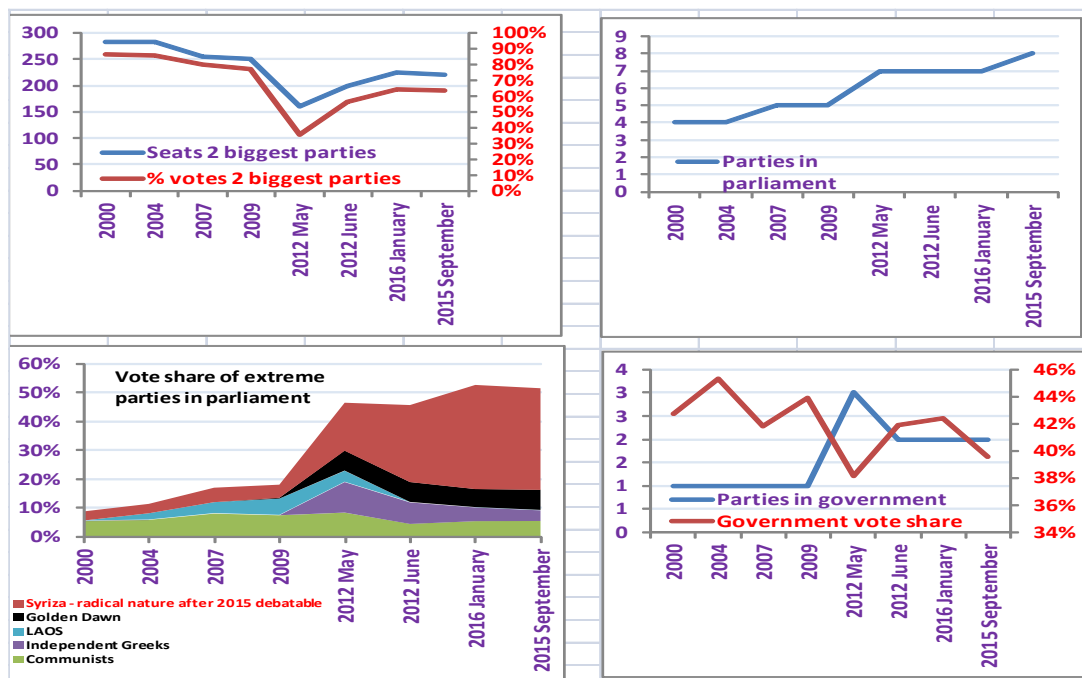 300
250
200
150
100
50
0
100%
90%
80%
70%
60%
50%
40%
30%
20%
10%
0%
Seats 2 biggest parties
% votes 2 biggest parties
2000
2004
2007
2009
2012 May
2012 June
2016 January
2015 September
9
8
7
6
5
4
3
2
1
0
Parties in
parliament
2000
2004
2007
2009
2012 May
2012 June
2016 January
2015 September
60%
50%
40%
30%
20%
10%
0%
Vote share of extreme
parties in parliament
2000
2004
2007
2009
2012 May
2012 June
2016 January
2015 September
Syriza - radical nature after 2015 debatable
Golden Dawn
LAOS
Independent Greeks
Communists
4
3
3
2
2
1
1
0
46%
44%
42%
40%
38%
36%
34%
Parties in government
Government vote share
2000
2004
2007
2009
2012 May
2012 June
2016 January
2015 September